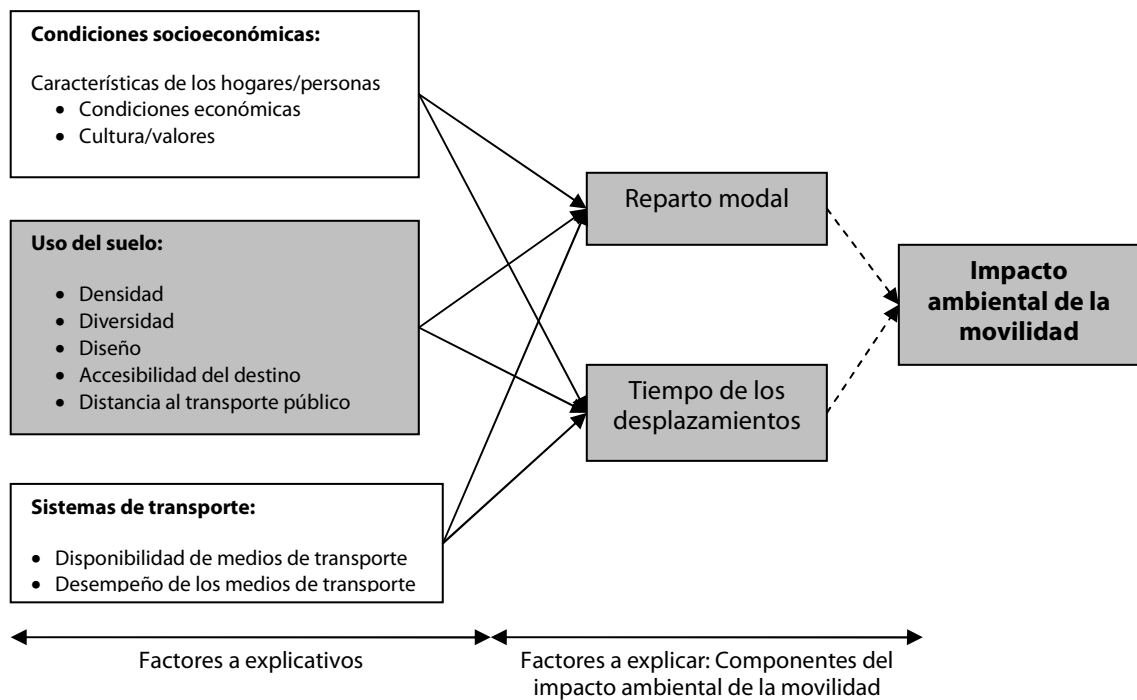 Condiciones socioeconómicas:
Características de los hogares/personas
• Condiciones económicas
• Cultura/valores
Uso del suelo:
• Densidad
• Diversidad
• Diseño
• Accesibilidad del destino
• Distancia al transporte público
Sistemas de transporte:
• Disponibilidad de medios de transporte
• Desempeño de los medios de transporte
Reparto modal
Tiempo de los
desplazamientos
Impacto
ambiental de la
movilidad
Factores a explicativos
Factores a explicar: Componentes del
impacto ambiental de la movilidad